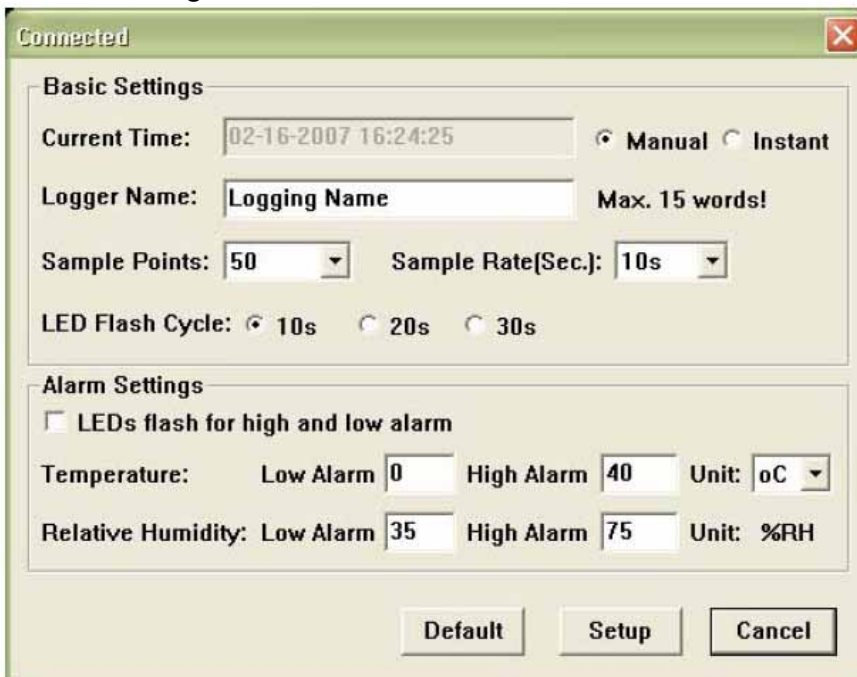 Connected
Basic Settings
Current Time: 02-16-2007 16:24:25 Manual Instant
Logger Name: Logging Name Max. 15 words!
Sample Points: 50 Sample Rate(Sec.): 10s
LED Flash Cycle: 10s 20s 30s
Alarm Settings
LEDs flash for high and low alarm
Temperature: Low Alarm 0 High Alarm 40 Unit: oC
Relative Humidity: Low Alarm 35 High Alarm 75 Unit: %RH
Default Setup Cancel